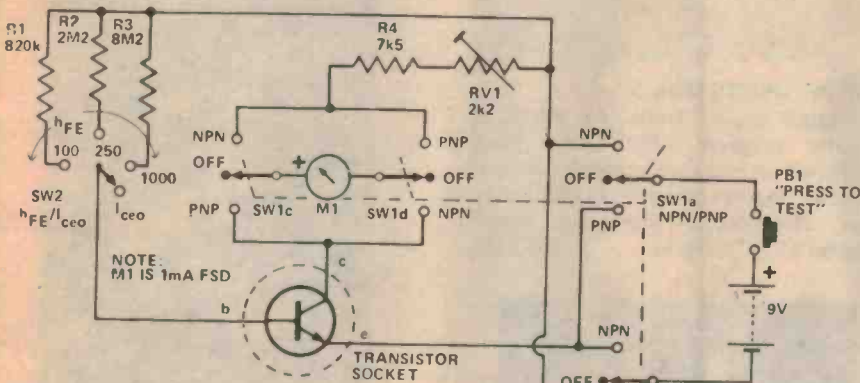 R1
820k
R2
2M2
R3
8M2
R4
7k5
RV1
2k2
hFE
100
250
1000
SW2
hFE/Iceo
Iceo
NPN
OFF
PNP
+
SW1c
M1
SW1d
PNP
OFF
NPN
NPN
OFF
PNP
SW1a
NPN/PNP
PB1
"PRESS TO
TEST"
+
9V
NOTE:
M1 IS 1mA FSD
c
b
e
TRANSISTOR
SOCKET
NPN
OFF